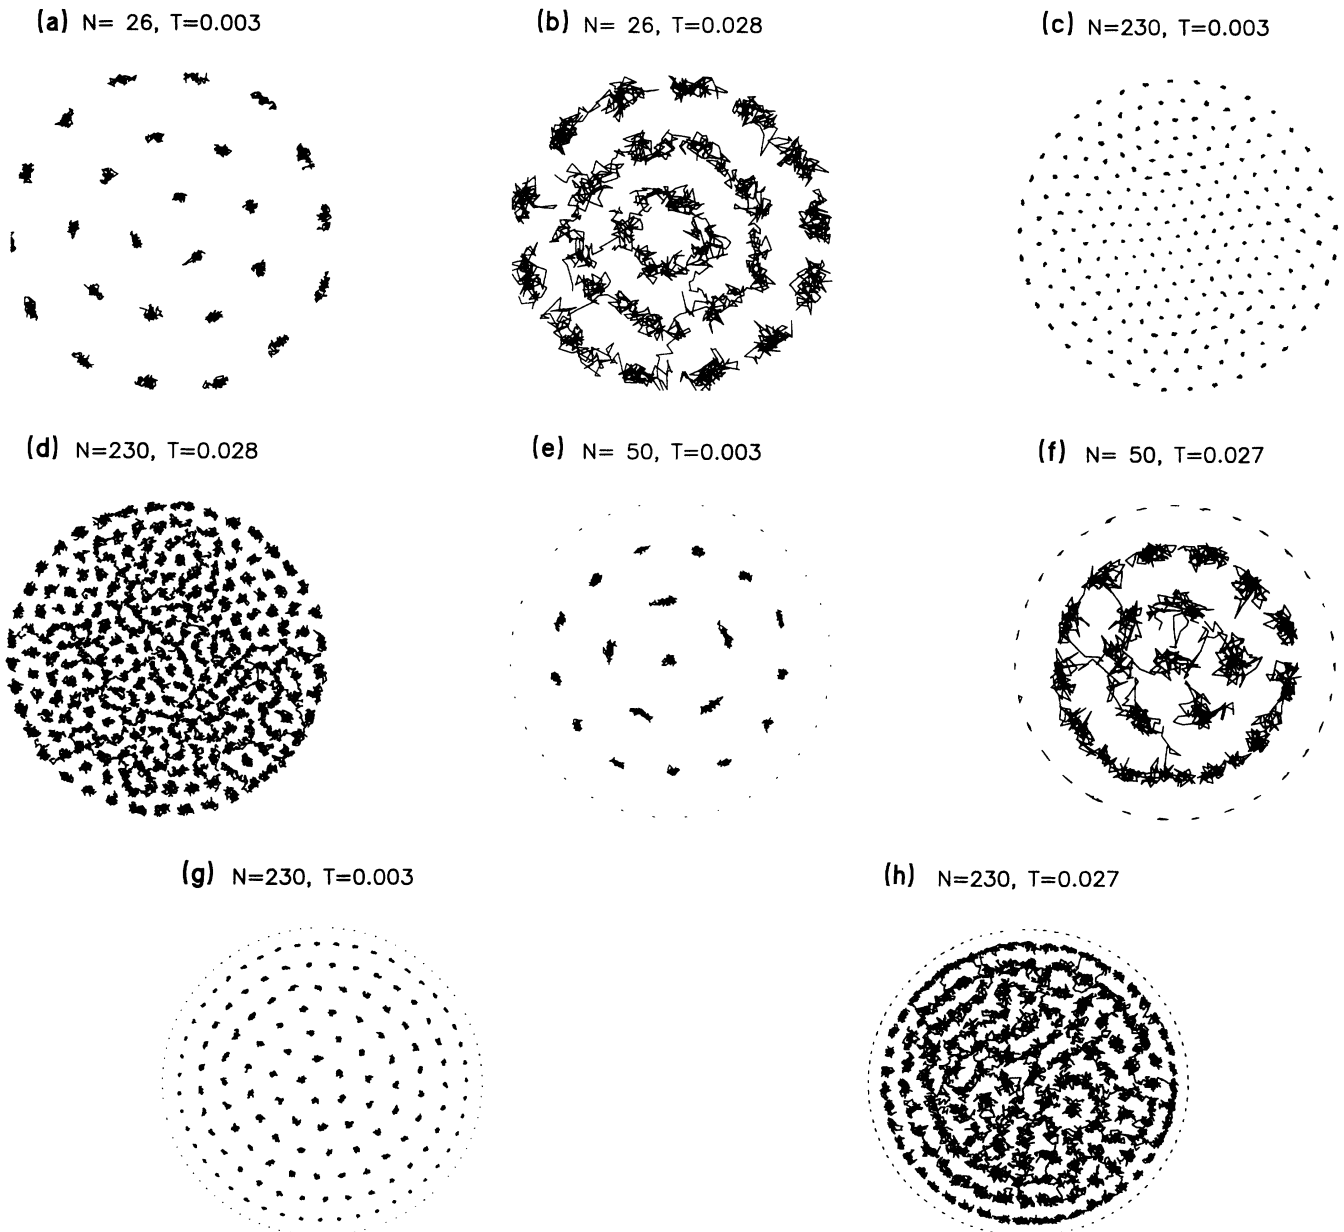 (a) N= 26, T=0.003
(b) N= 26, T=0.028
(c) N=230, T=0.003
(d) N=230, T=0.028
(e) N= 50, T=0.003
(f) N= 50, T=0.027
(g) N=230, T=0.003
(h) N=230, T=0.027